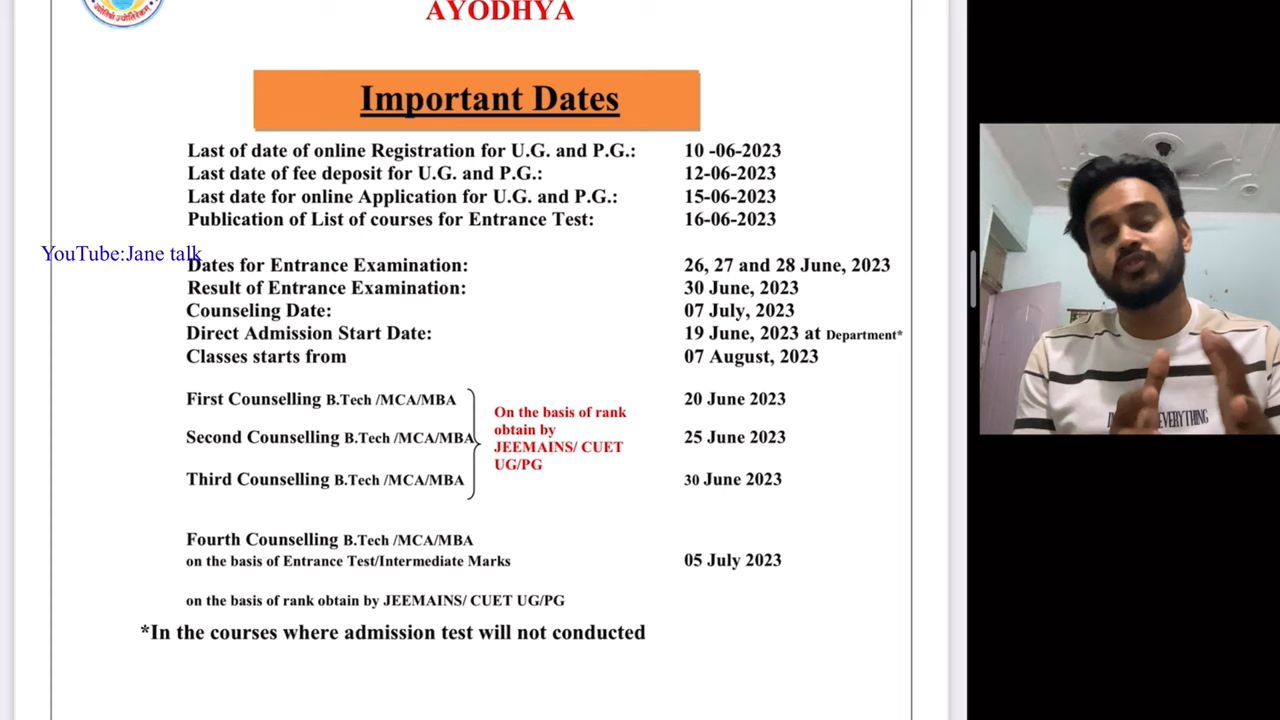 AYODHYA
Important Dates
Last of date of online Registration for U.G. and P.G.: 10 -06-2023
Last date of fee deposit for U.G. and P.G.: 12-06-2023
Last date for online Application for U.G. and P.G.: 15-06-2023
Publication of List of courses for Entrance Test: 16-06-2023
YouTube:Jane talk
Dates for Entrance Examination: 26, 27 and 28 June, 2023
Result of Entrance Examination: 30 June, 2023
Counseling Date: 07 July, 2023
Direct Admission Start Date: 19 June, 2023 at Department*
Classes starts from 07 August, 2023
First Counselling B.Tech /MCA/MBA 20 June 2023
Second Counselling B.Tech /MCA/MBA 25 June 2023
Third Counselling B.Tech /MCA/MBA 30 June 2023
On the basis of rank
obtain by
JEEMAINS/ CUET
UG/PG
Fourth Counselling B.Tech /MCA/MBA
on the basis of Entrance Test/Intermediate Marks 05 July 2023
on the basis of rank obtain by JEEMAINS/ CUET UG/PG
*In the courses where admission test will not conducted
EVERYTHING